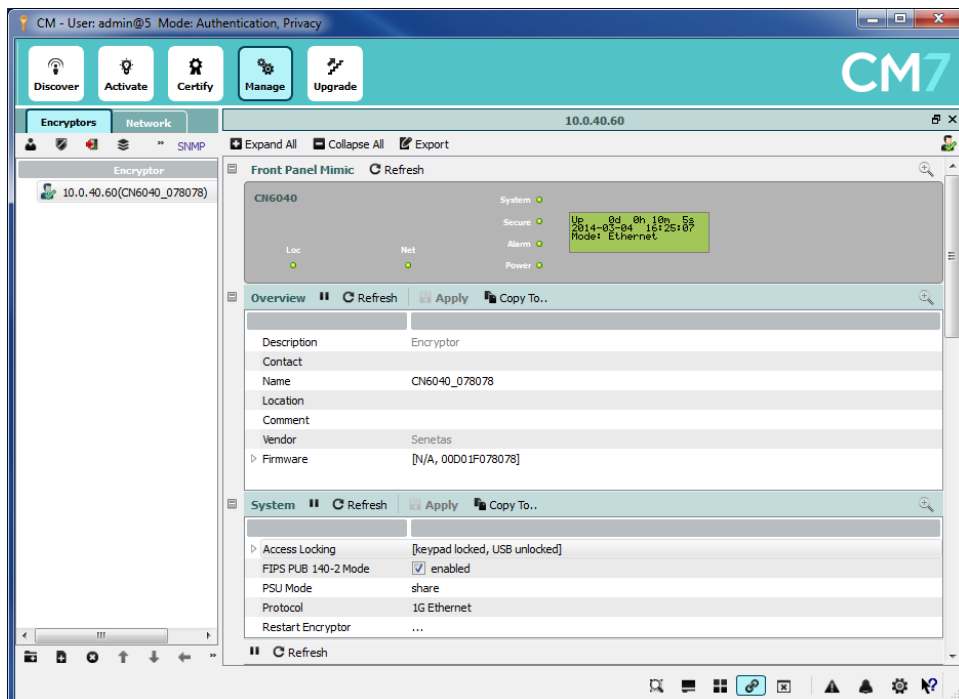 CM - User: admin@5 Mode: Authentication, Privacy
Discover Activate Certify Manage Upgrade
CM7
Encryptors Network
10.0.40.60
» SNMP
Expand All Collapse All Export
Encryptor
10.0.40.60(CN6040_078078)
Front Panel Mimic Refresh
CN6040
System
Secure
Alarm
Power
Loc
Net
Up 0d 0h 10m 5s
2014-03-04 16:25:07
Mode: Ethernet
Overview Refresh Apply Copy To..
Description Encryptor
Contact
Name CN6040_078078
Location
Comment
Vendor Senetas
Firmware [N/A, 00D01F078078]
System Refresh Apply Copy To..
Access Locking [keypad locked, USB unlocked]
FIPS PUB 140-2 Mode enabled
PSU Mode share
Protocol 1G Ethernet
Restart Encryptor ...
Refresh
»